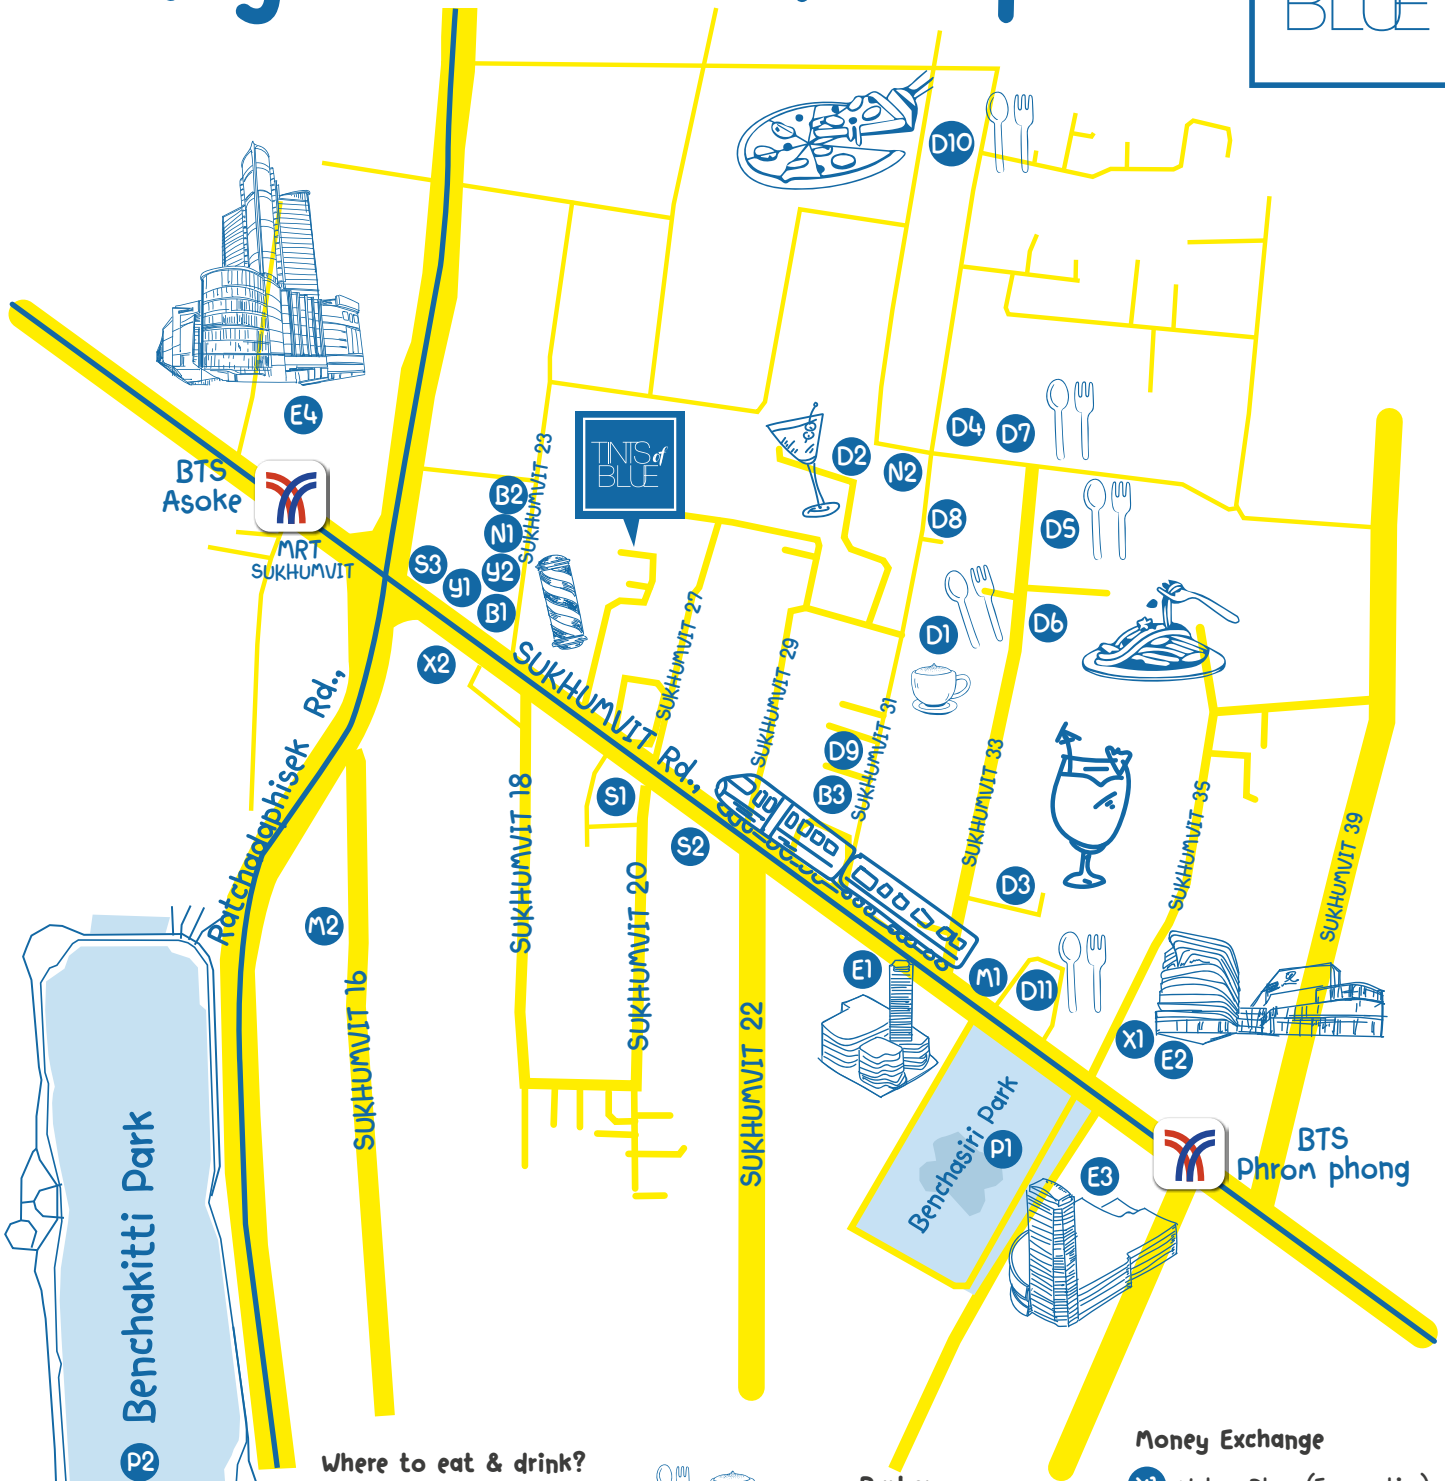 BLUE
D10
E4
BTS
Asoke
MRT
SUKHUMVIT
TINTS of
BLUE
SUKHUMVIT 23
B2
N1
S3
Y2
Y1
B1
X2
D2
N2
D4
D7
D8
D5
D1
D6
SUKHUMVIT Rd.,
SUKHUMVIT 27
SUKHUMVIT 29
SUKHUMVIT 31
D9
B3
SUKHUMVIT 33
SUKHUMVIT 35
SUKHUMVIT 39
Ratchadaphisek Rd.,
S1
S2
SUKHUMVIT 18
SUKHUMVIT 20
SUKHUMVIT 22
SUKHUMVIT 16
M2
D3
E1
M1
D11
X1
E2
Benchasiri Park
P1
E3
BTS
Phrom phong
Benchakitti Park
P2
Where to eat & drink?
Money Exchange